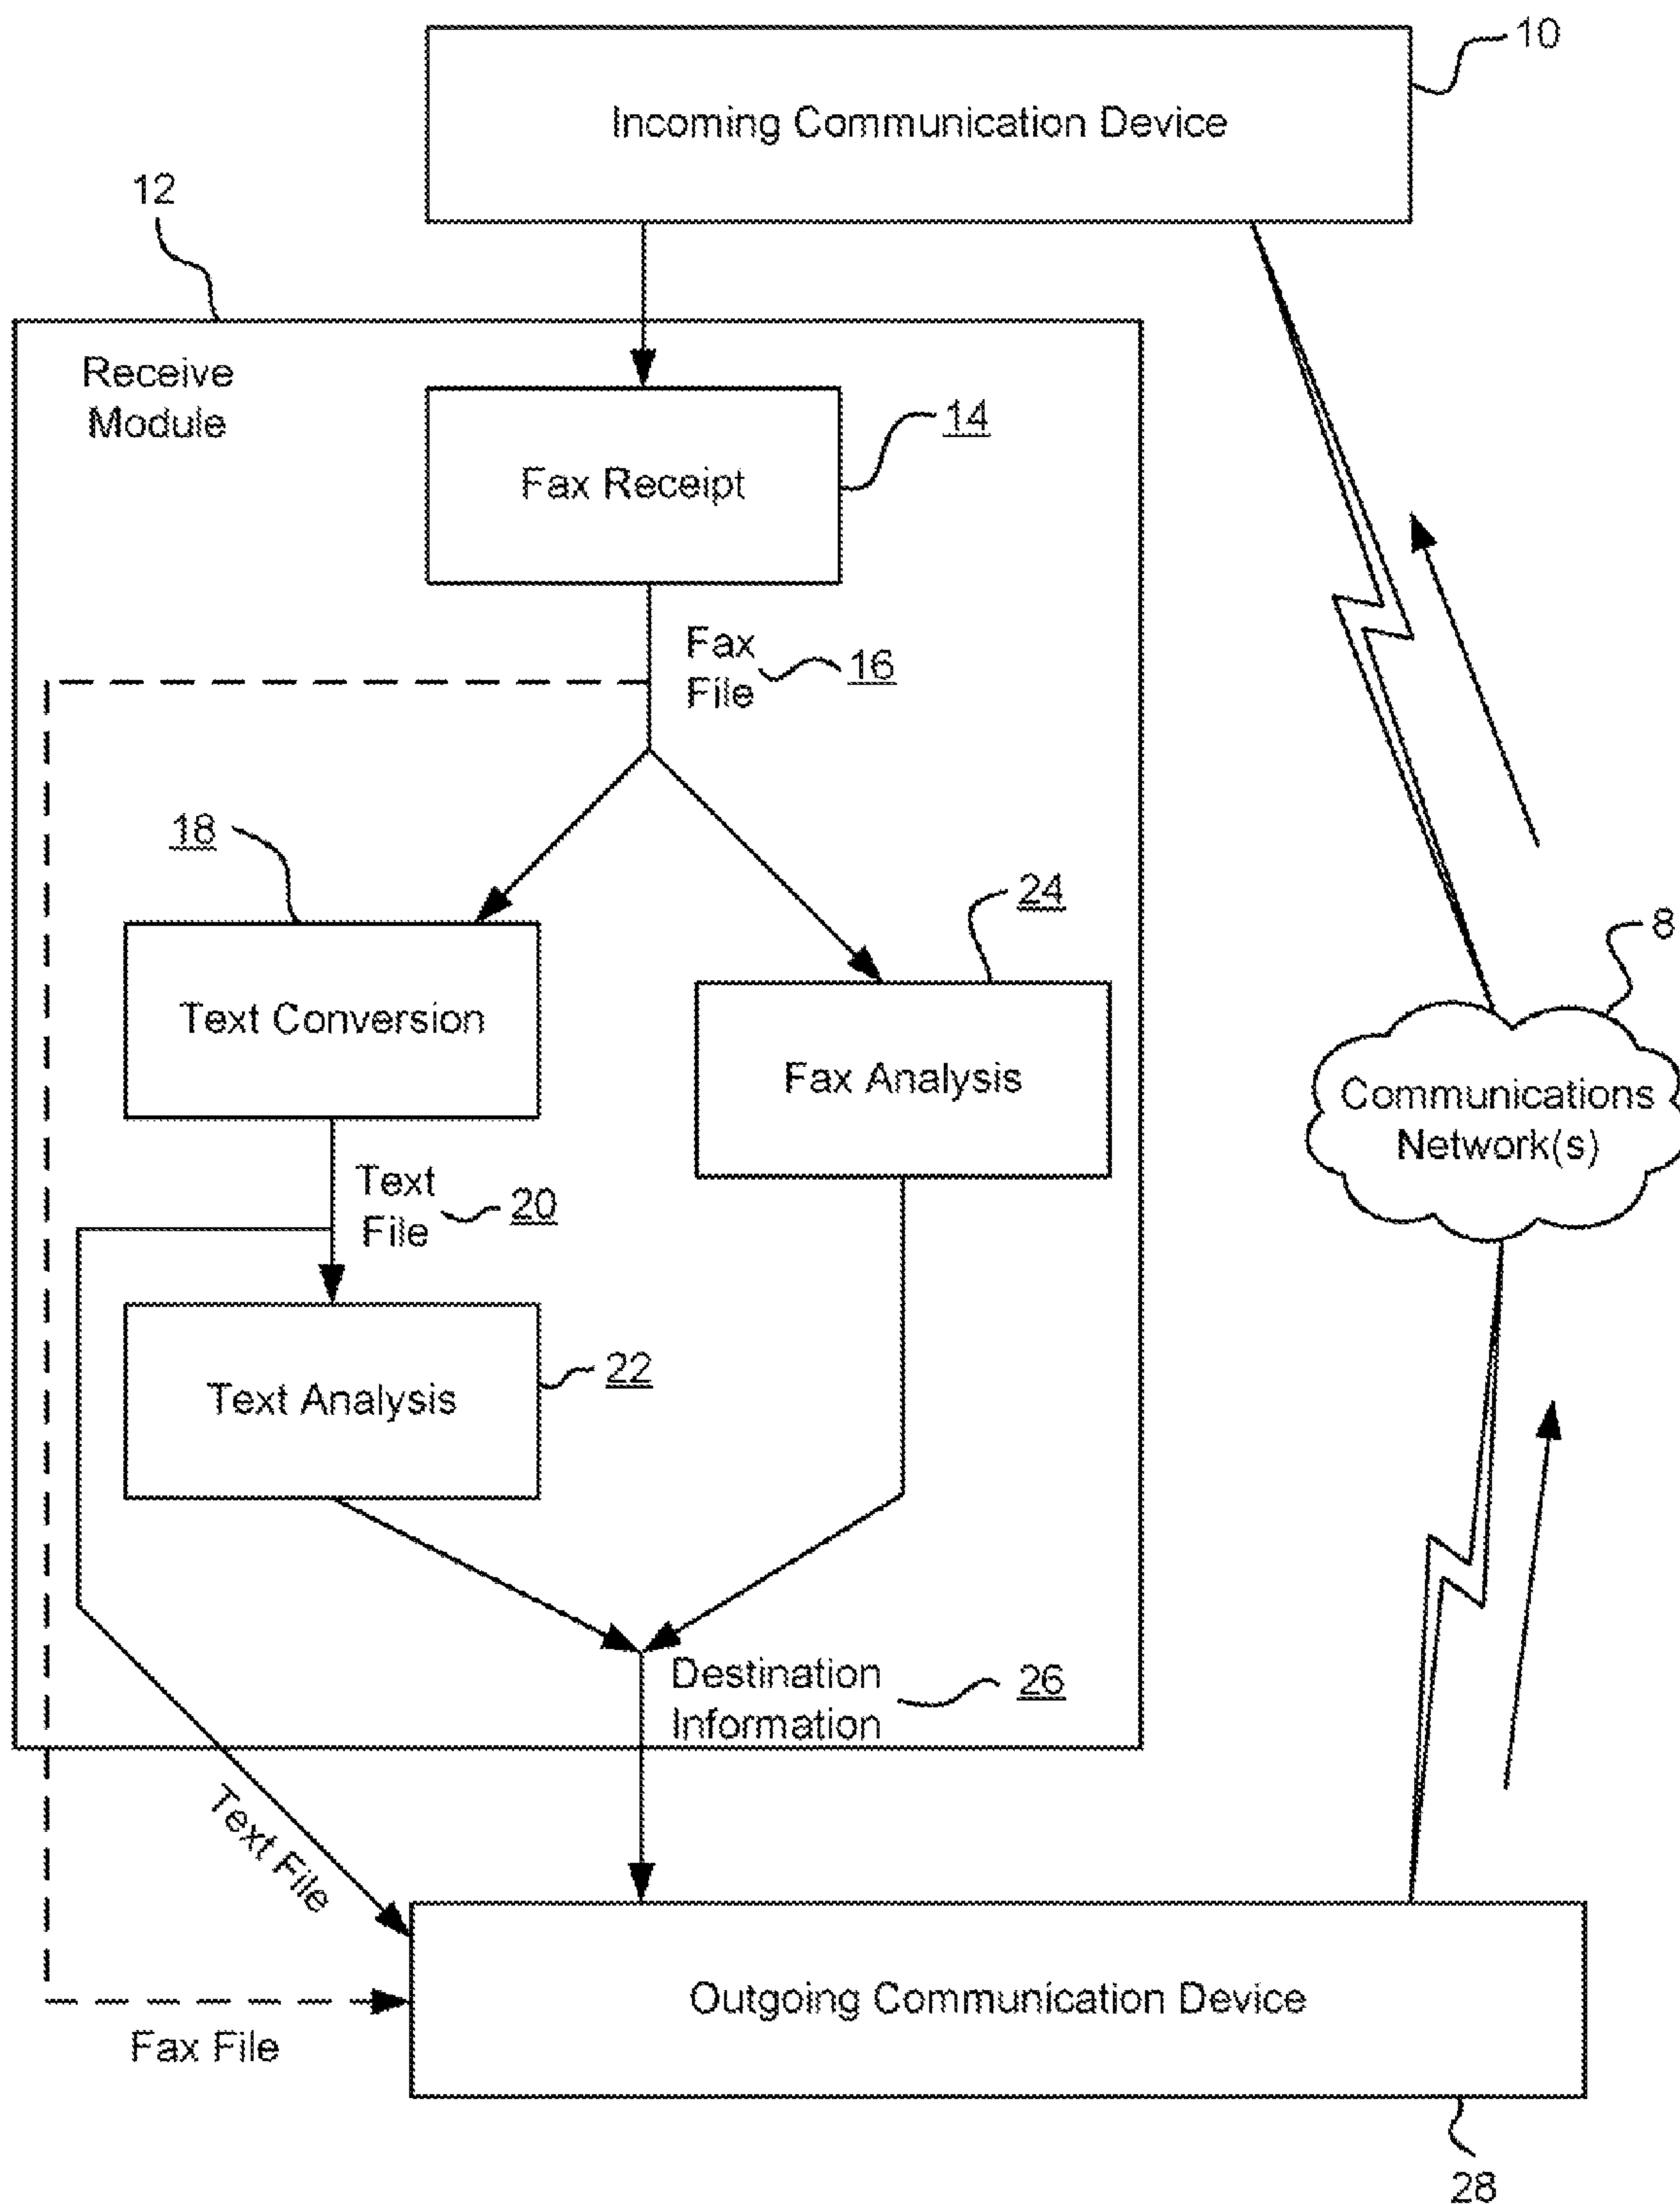 10
Incoming Communication Device
12
Receive
Module
14
Fax Receipt
Fax
File
16
18
24
8
Text Conversion
Fax Analysis
Communications
Network(s)
Text
File
20
22
Text Analysis
Destination
Information
26
Text File
Outgoing Communication Device
Fax File
28